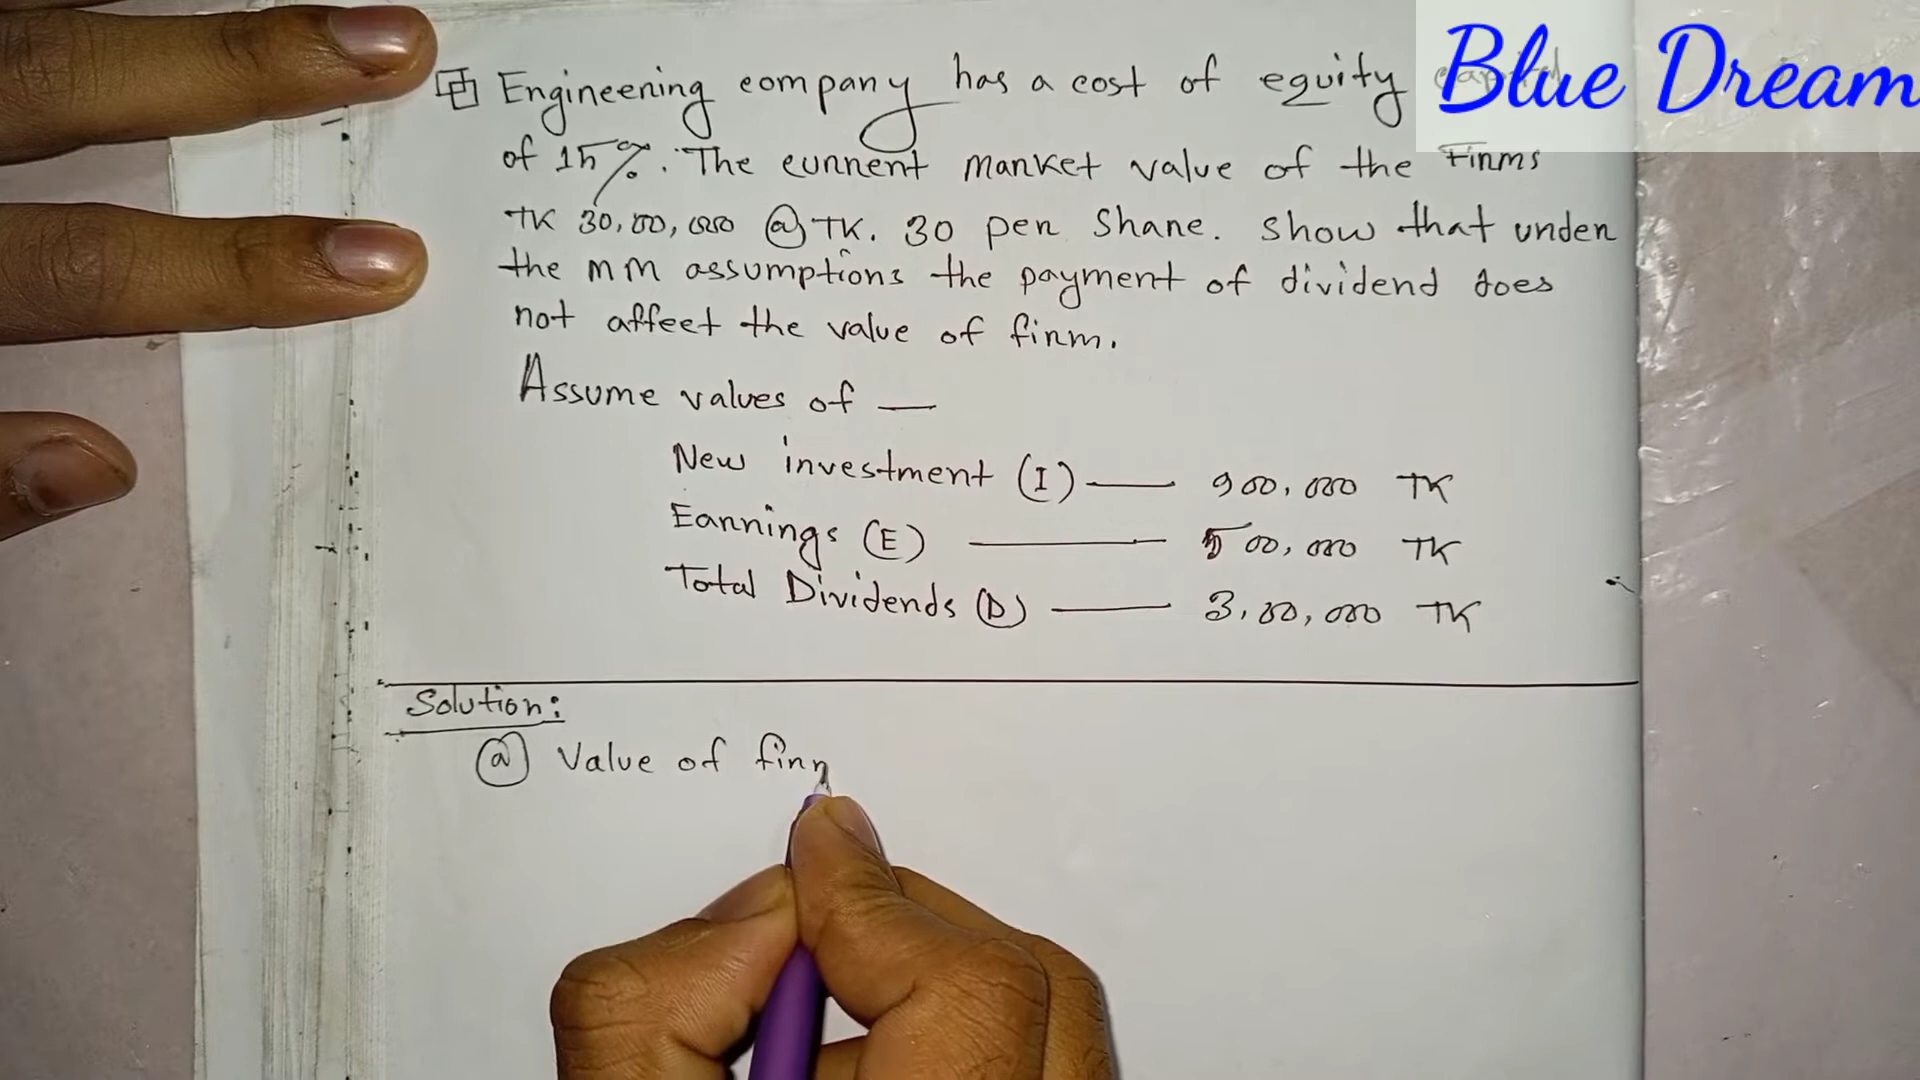 Blue Dream
Engineering company has a cost of equity
of 15%. The current market value of the Firms
TK 30,00,000 @ TK. 30 per share. Show that under
the MM assumptions the payment of dividend does
not affect the value of firm.
Assume values of —
New investment (I) — 900,000 TK
Earnings (E) — 500,000 TK
Total Dividends (D) — 3,00,000 TK
Solution:
(a) Value of firm